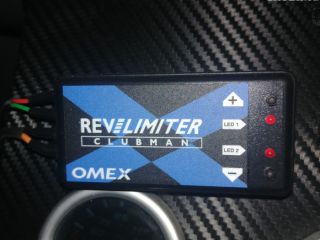 +
LED 1
REV LIMITER
CLUBMAN
LED 2
OMEX
−